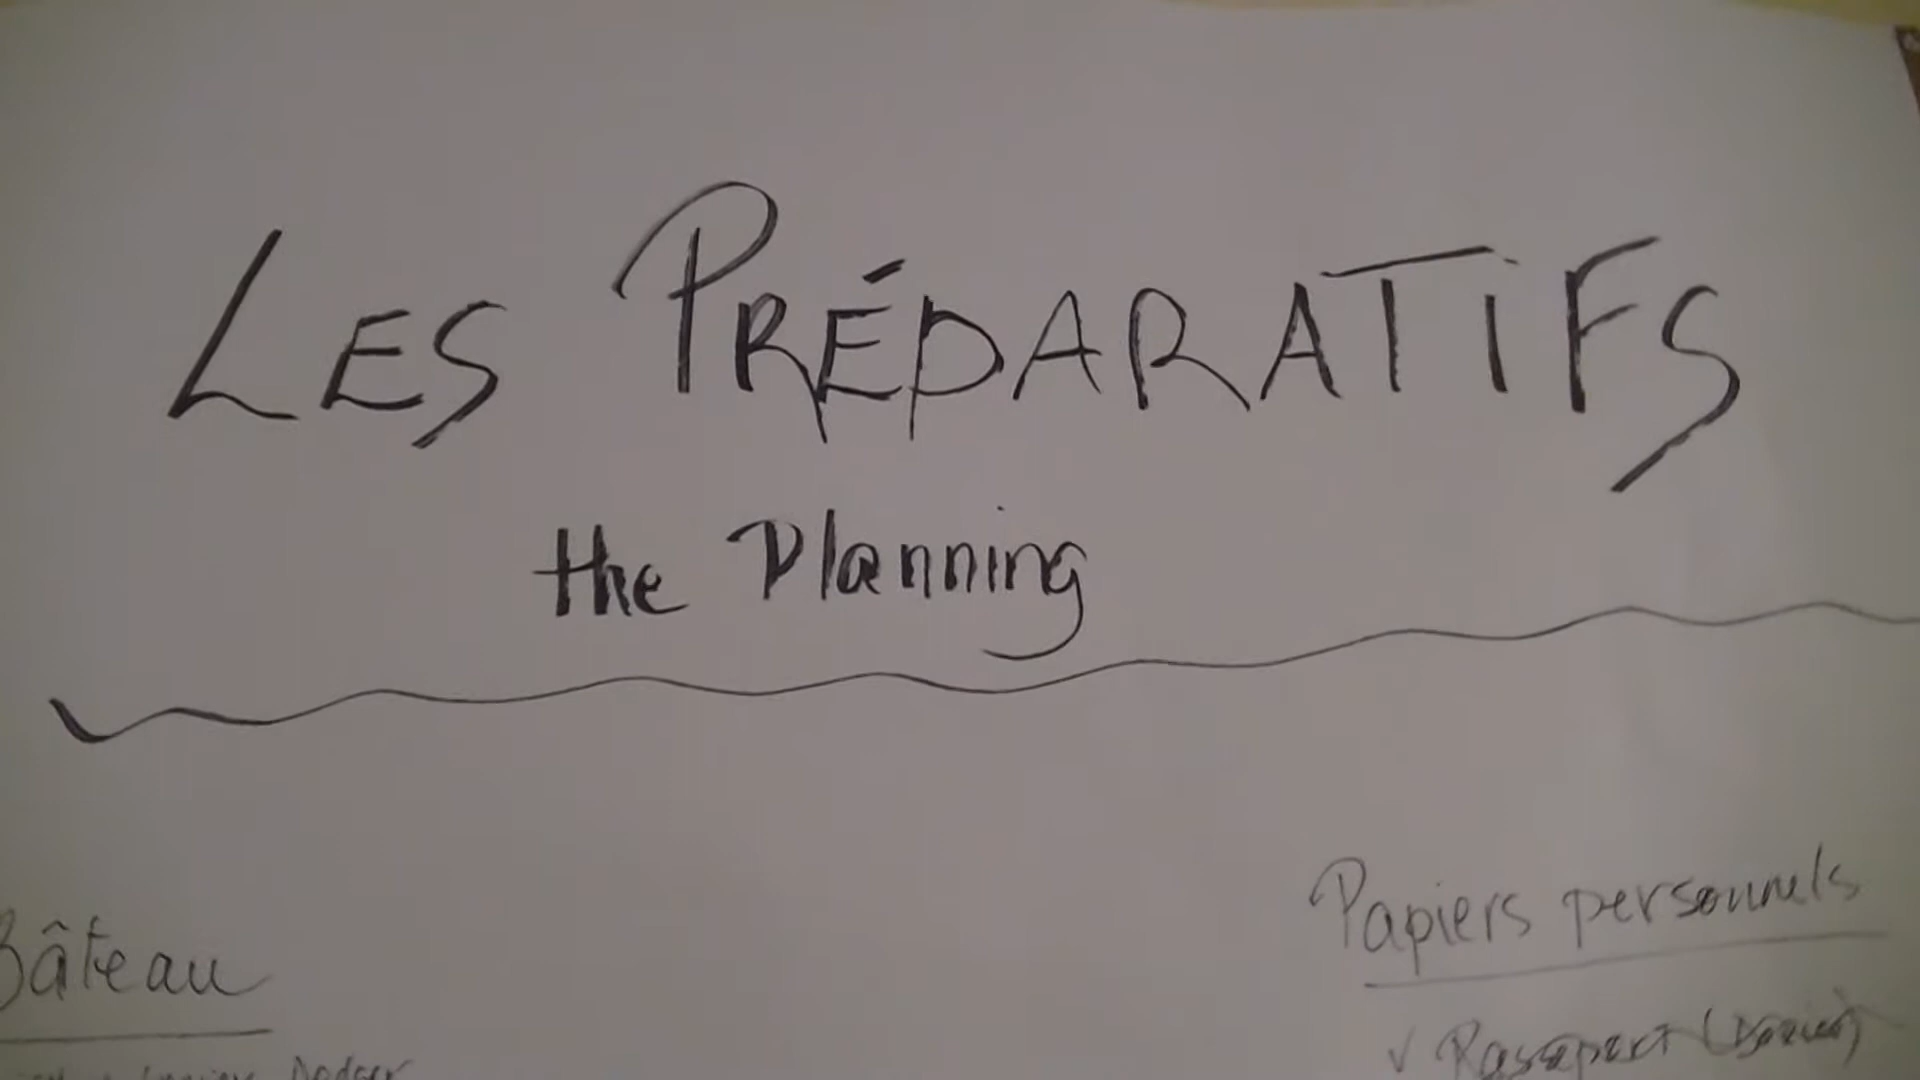 LES PRÉPARATIFS
the Planning
Bâteau
Papiers personnels
✓ Passeport